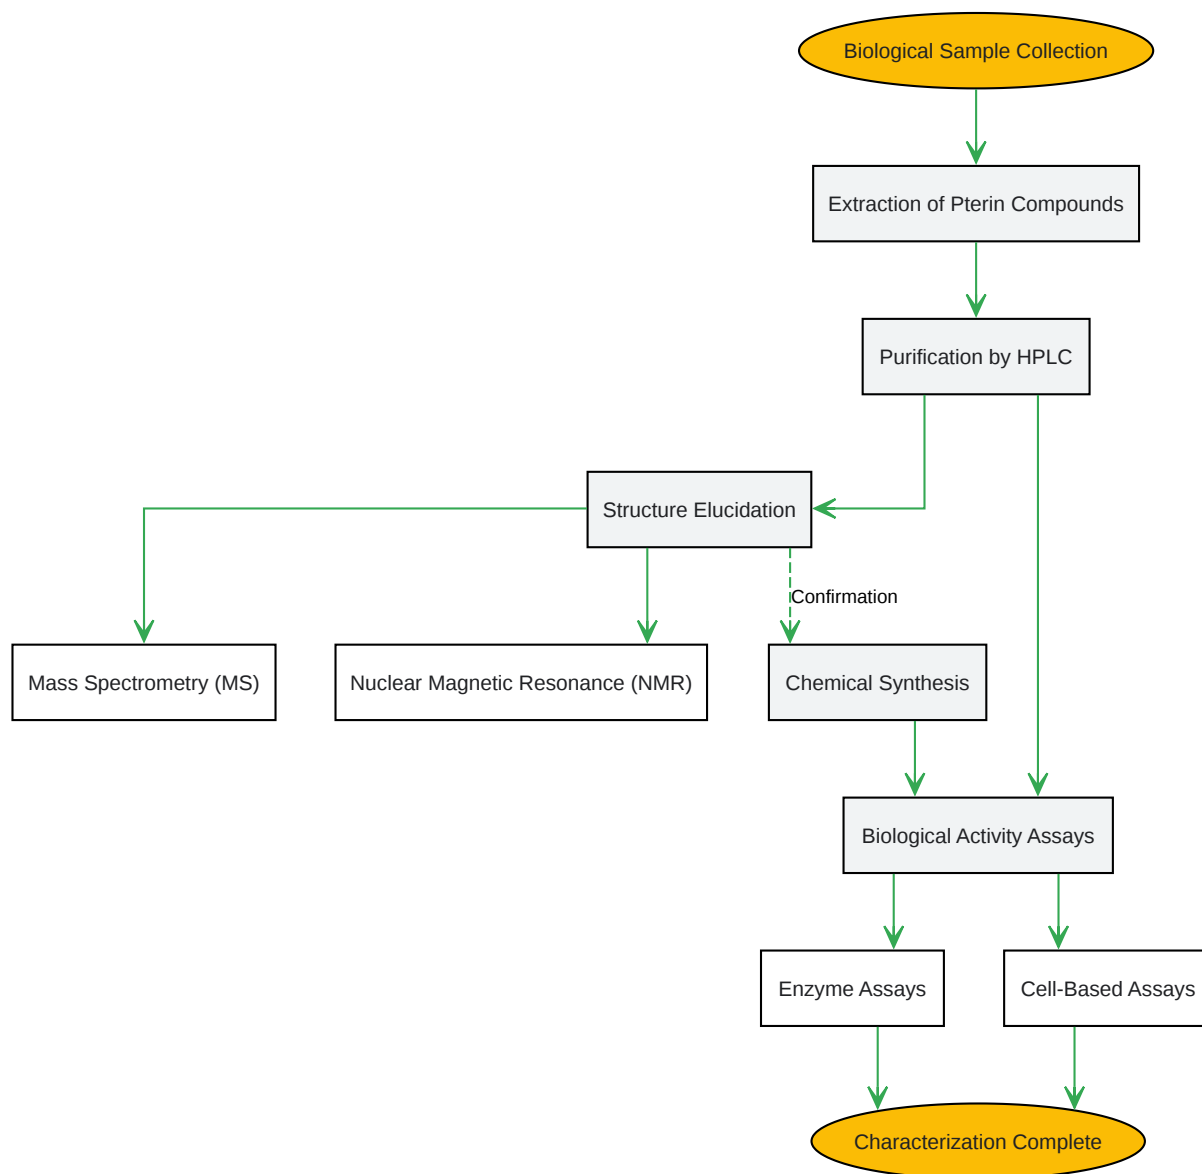 Biological Sample Collection
Extraction of Pterin Compounds
Purification by HPLC
Structure Elucidation
Confirmation
Mass Spectrometry (MS)
Nuclear Magnetic Resonance (NMR)
Chemical Synthesis
Biological Activity Assays
Enzyme Assays
Cell-Based Assays
Characterization Complete